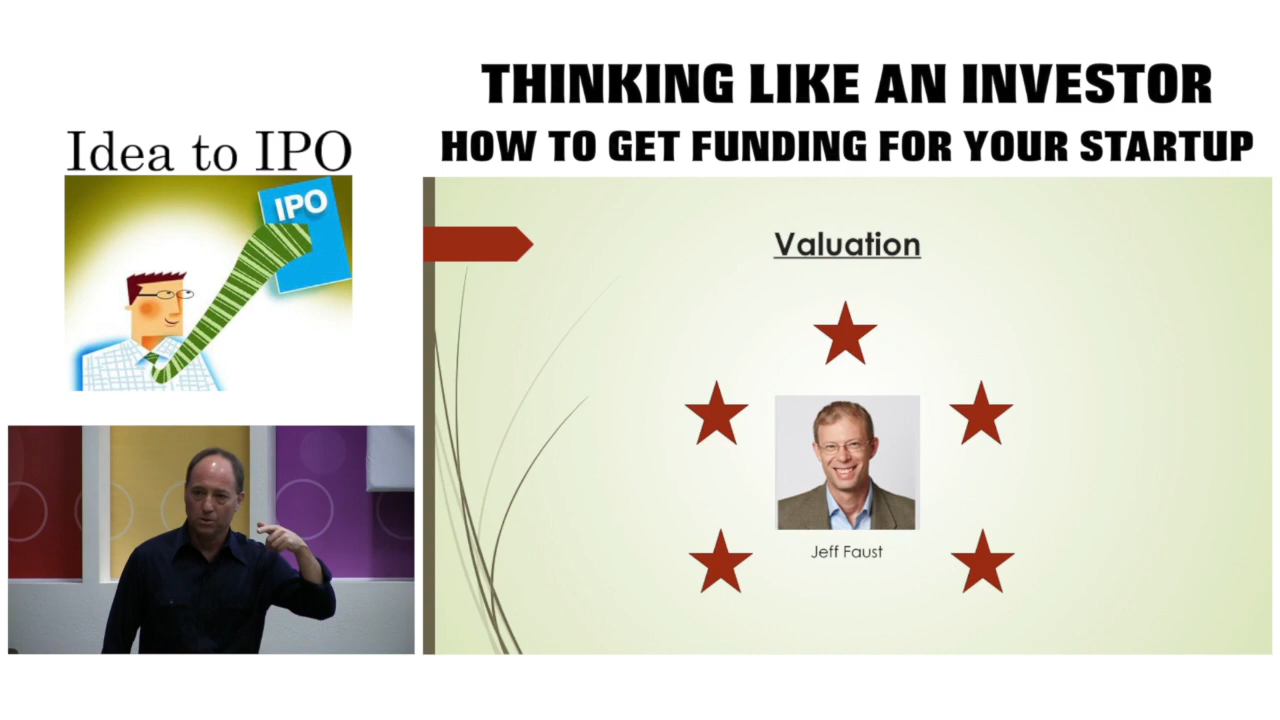 THINKING LIKE AN INVESTOR
HOW TO GET FUNDING FOR YOUR STARTUP
Idea to IPO
IPO
Valuation
Jeff Faust